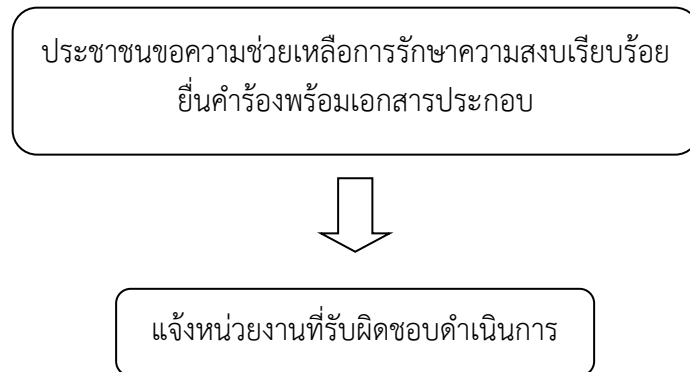 ประชาชนขอความช่วยเหลือการรักษาความสงบเรียบร้อย
ยื่นคำร้องพร้อมเอกสารประกอบ
แจ้งหน่วยงานที่รับผิดชอบดำเนินการ